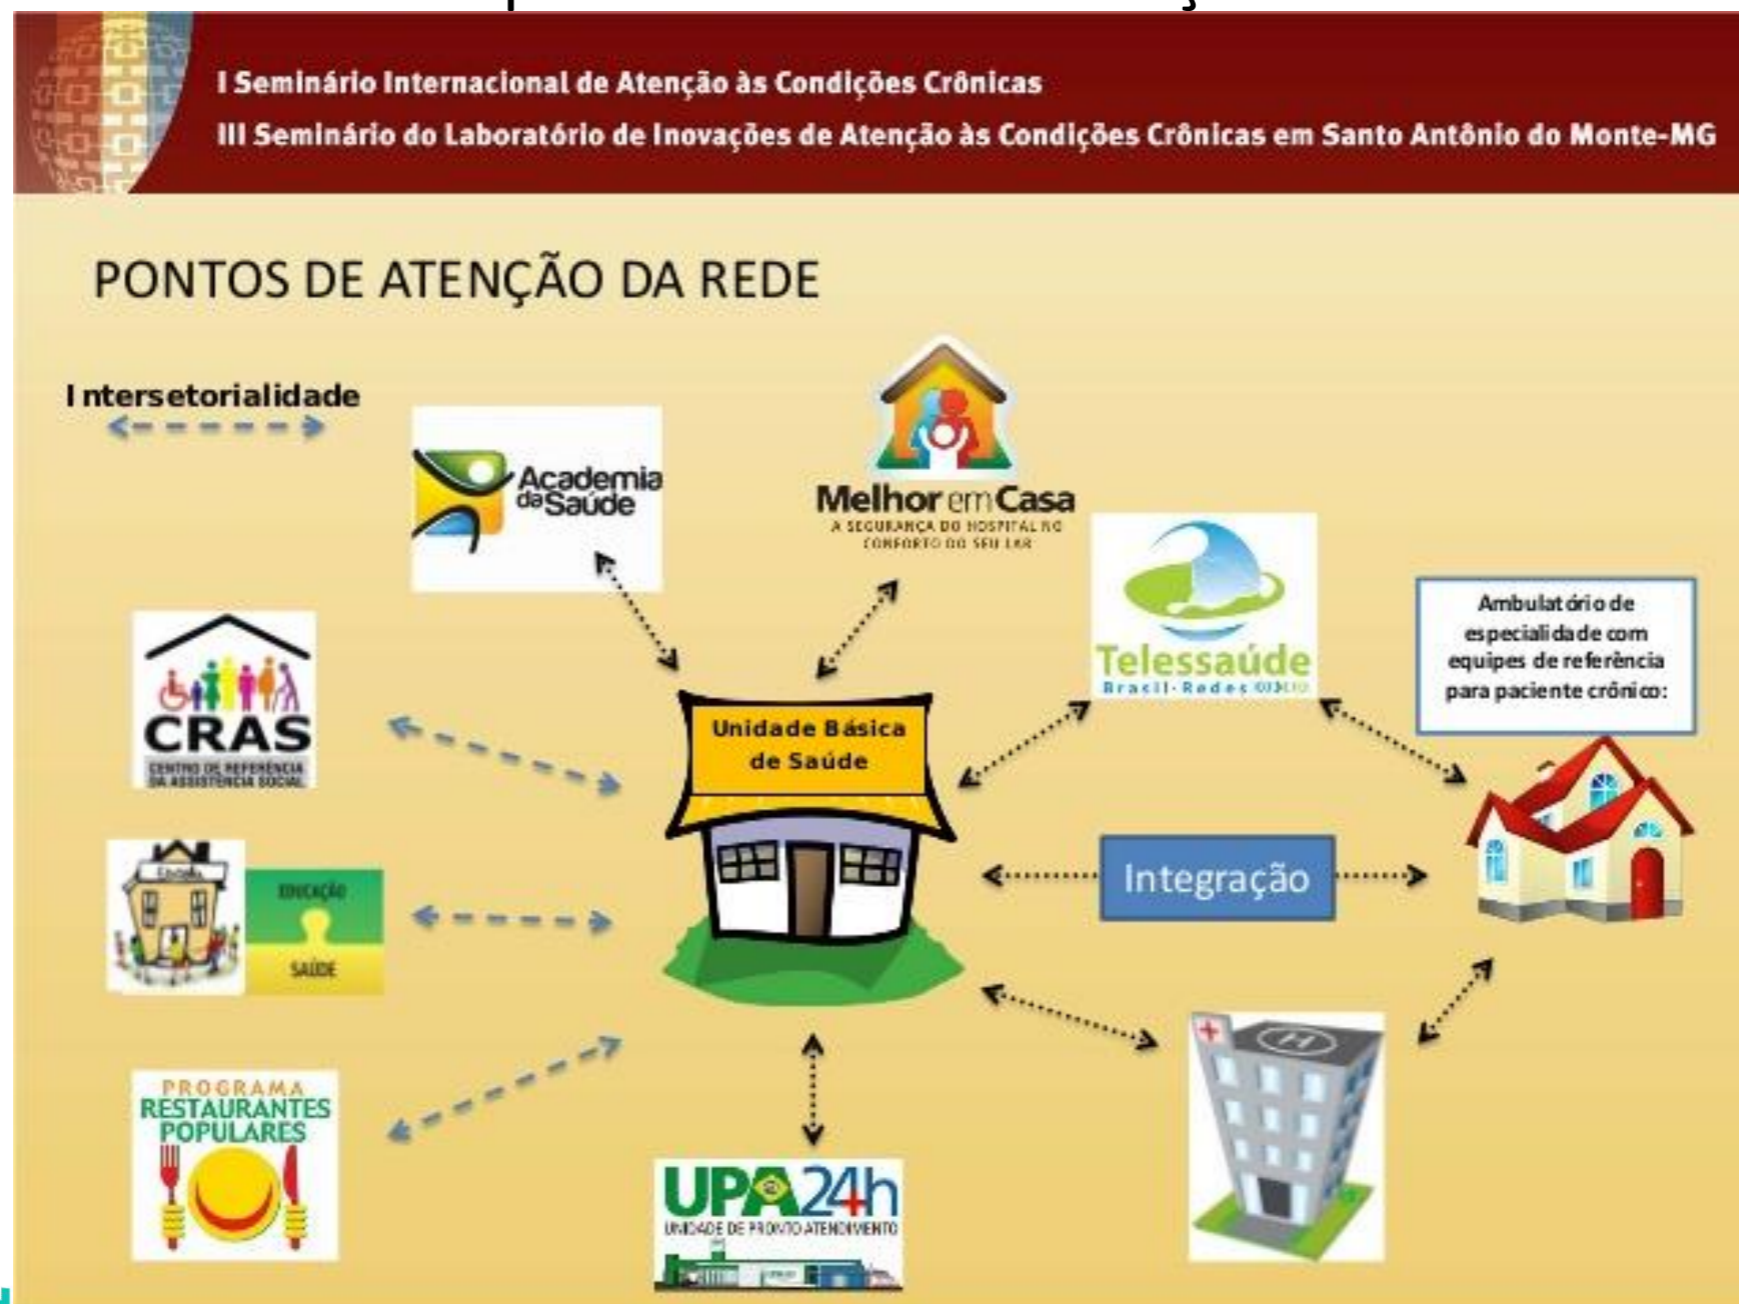 I Seminário Internacional de Atenção às Condições Crônicas
III Seminário do Laboratório de Inovações de Atenção às Condições Crônicas em Santo Antônio do Monte-MG
PONTOS DE ATENÇÃO DA REDE
Intersetorialidade
Academia
da Saúde
Melhor em Casa
A SEGURANÇA DO HOSPITAL NO
CONFORTO DO SEU LAR
Telessaúde
Brasil-Redes
Ambulatório de
especialidade com
equipes de referência
para paciente crônico:
CRAS
CENTRO DE REFERÊNCIA
DA ASSISTÊNCIA SOCIAL
Unidade Básica
de Saúde
Integração
EDUCAÇÃO
SAÚDE
PROGRAMA
RESTAURANTES
POPULARES
H
UPA 24h
UNIDADE DE PRONTO ATENDIMENTO